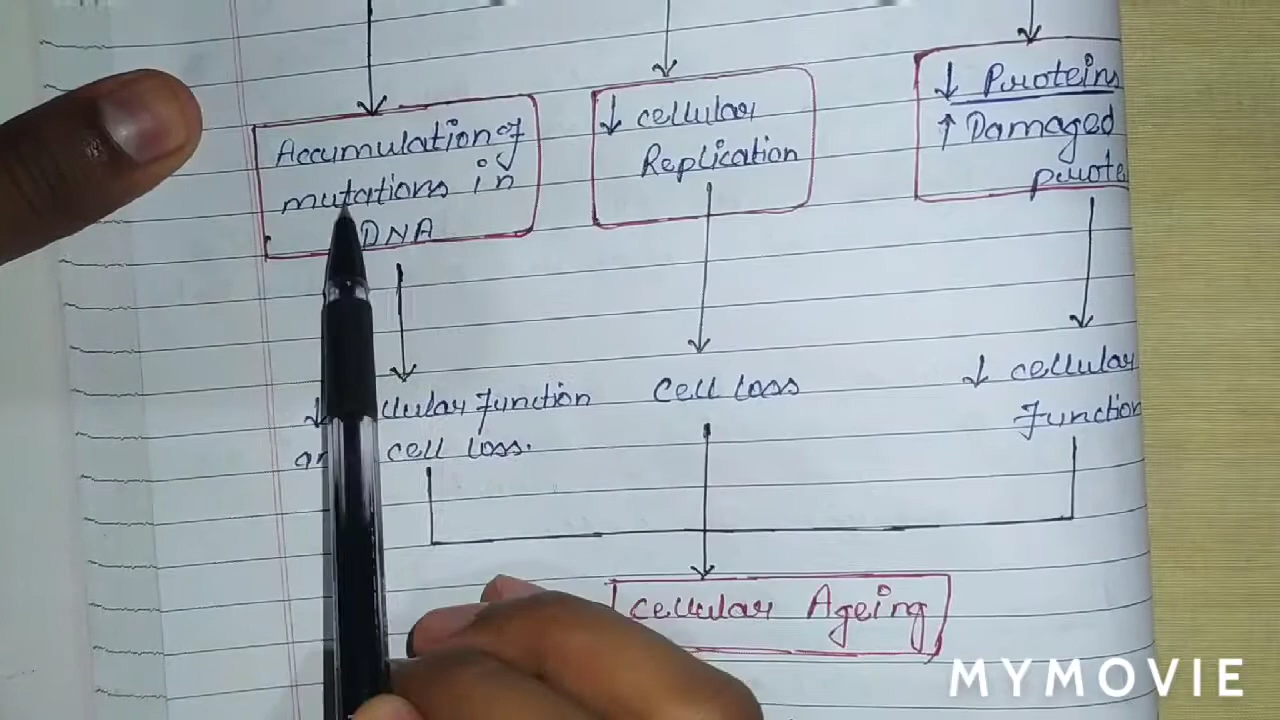 Accumulation of
mutations in
DNA
↓ cellular
Replication
↓ Proteins
↑ Damaged
function
cell loss.
Cell loss
↓ cellular
Function
Cellular Ageing
MYMOVIE